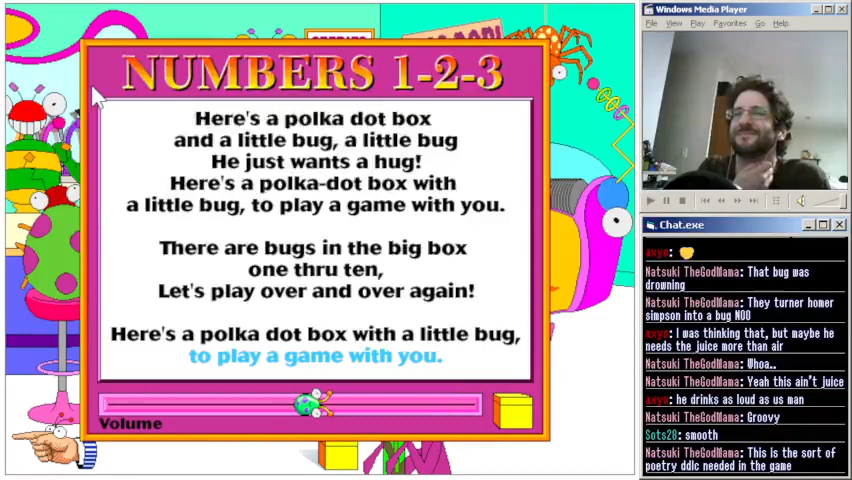 NUMBERS 1-2-3
Here's a polka dot box
and a little bug, a little bug
He just wants a hug!
Here's a polka-dot box with
a little bug, to play a game with you.
There are bugs in the big box
one thru ten,
Let's play over and over again!
Here's a polka dot box with a little bug,
to play a game with you.
Volume
Windows Media Player
File View Play Favorites Go Help
Chat.exe
axyo:
Natsuki TheGodMama: That bug was
drowning
Natsuki TheGodMama: They turner homer
simpson into a bug NOO
axyo: I was thinking that, but maybe he
needs the juice more than air
Natsuki TheGodMama: Whoa..
Natsuki TheGodMama: Yeah this ain't juice
axyo: he drinks as loud as us man
Natsuki TheGodMama: Groovy
Sots28: smooth
Natsuki TheGodMama: This is the sort of
poetry ddlc needed in the game